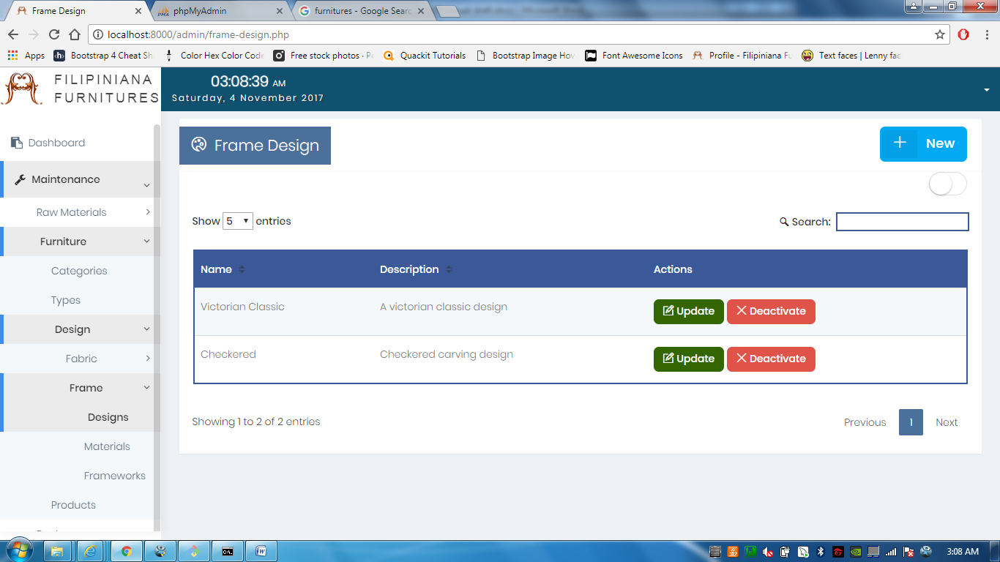 Frame Design
phpMyAdmin
furnitures - Google Searc
localhost:8000/admin/frame-design.php
Apps
Bootstrap 4 Cheat Sh
Color Hex Color Code
Free stock photos · Pe
Quackit Tutorials
Bootstrap Image Hov
Font Awesome Icons
Profile - Filipiniana Fu
Text faces | Lenny fac
FILIPINIANA
FURNITURES
03:08:39 AM
Saturday, 4 November 2017
Dashboard
Maintenance
Raw Materials
Furniture
Categories
Types
Design
Fabric
Frame
Designs
Materials
Frameworks
Products
Frame Design
New
Show 5 entries
Search:
Name Description Actions
Victorian Classic A victorian classic design Update Deactivate
Checkered Checkered carving design Update Deactivate
Showing 1 to 2 of 2 entries
Previous 1 Next
3:08 AM